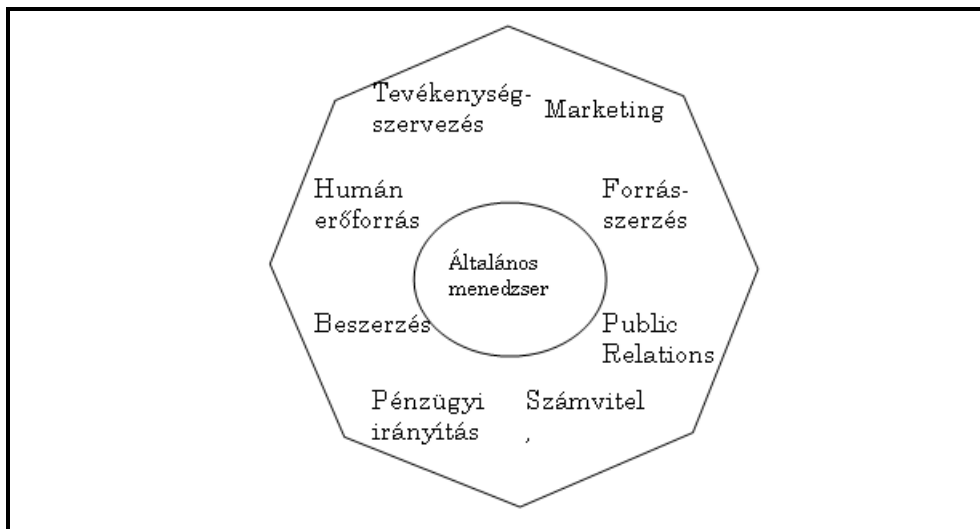 Tevékenység-
szervezés
Marketing
Humán
erőforrás
Forrás-
szerzés
Általános
menedzser
Beszerzés
Public
Relations
Pénzügyi
irányítás
Számvitel
,